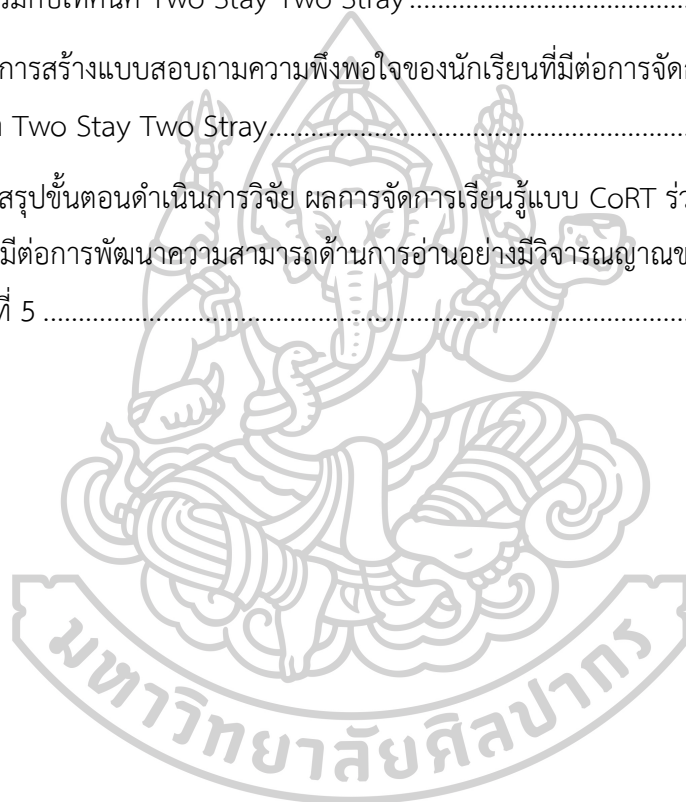 ร่วมกับเทคนิค Two Stay Two Stray
การสร้างแบบสอบถามความพึงพอใจของนักเรียนที่มีต่อการจัด
Two Stay Two Stray
สรุปขั้นตอนดำเนินการวิจัย ผลการจัดการเรียนรู้แบบ CoRT
มีต่อการพัฒนาความสามารถด้านการอ่านอย่างมีวิจารณญาณ
ที่ 5
มหาวิทยาลัยศิลปากร